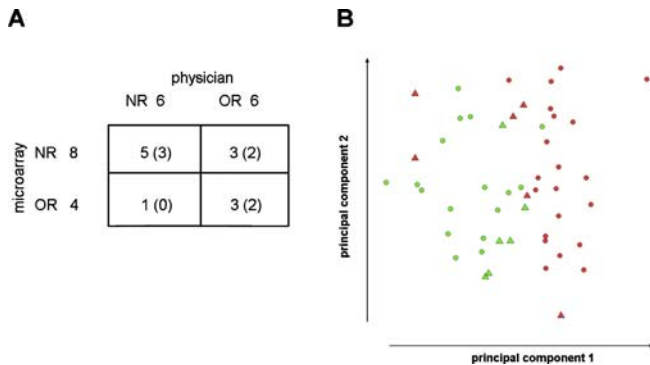 A
physician
NR 6 OR 6
microarray
NR 8 5 (3) 3 (2)
OR 4 1 (0) 3 (2)
B
principal component 2
principal component 1